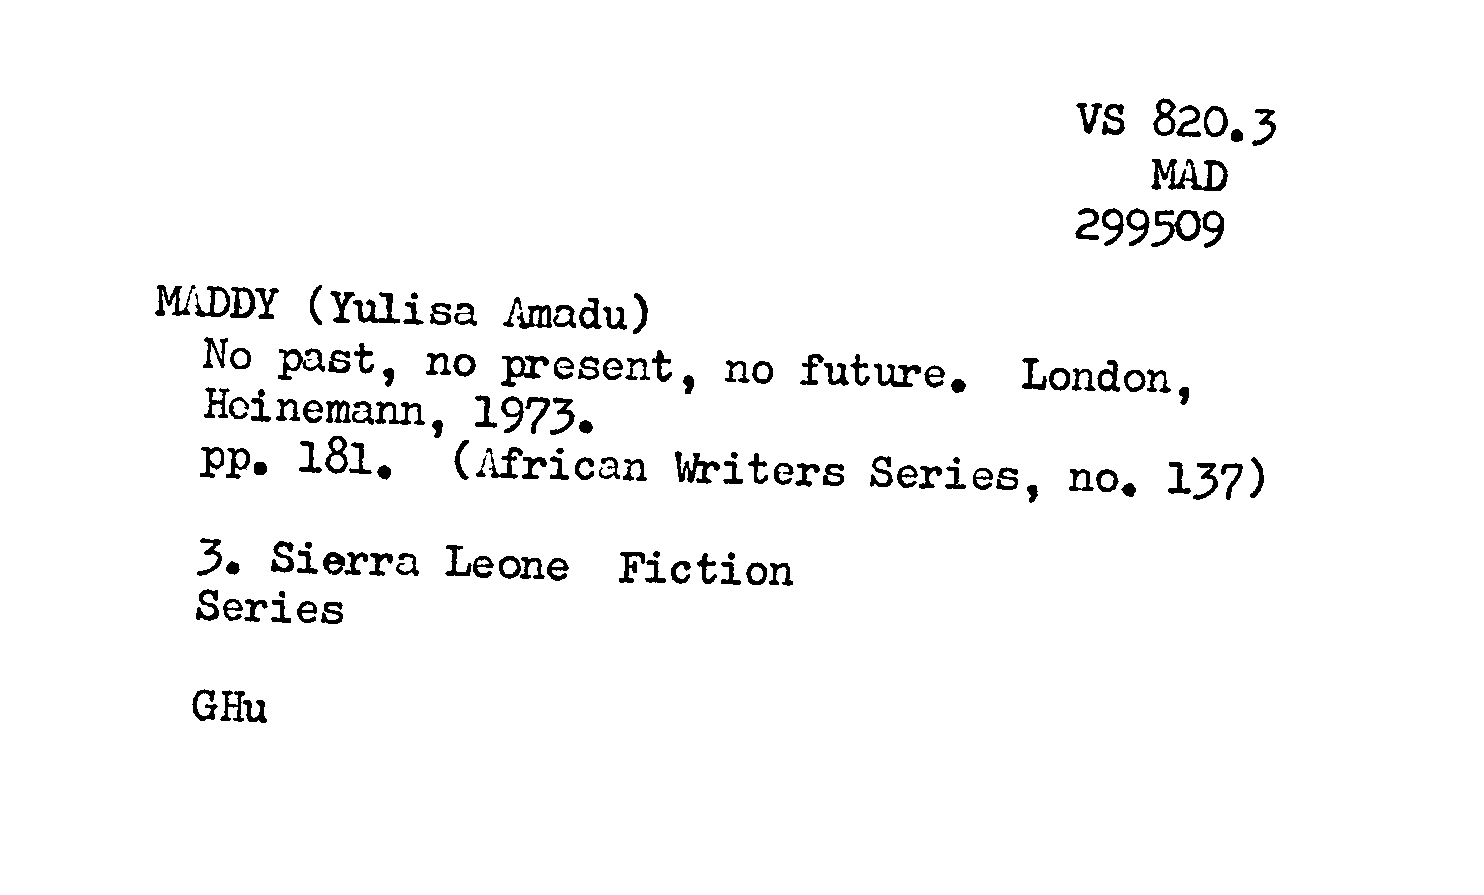 VS 820.3
MAD
299509
MADDY (Yulisa Amadu)
No past, no present, no future. London,
Heinemann, 1973.
pp. 181. (African Writers Series, no. 137)
3. Sierra Leone Fiction
Series
GHu